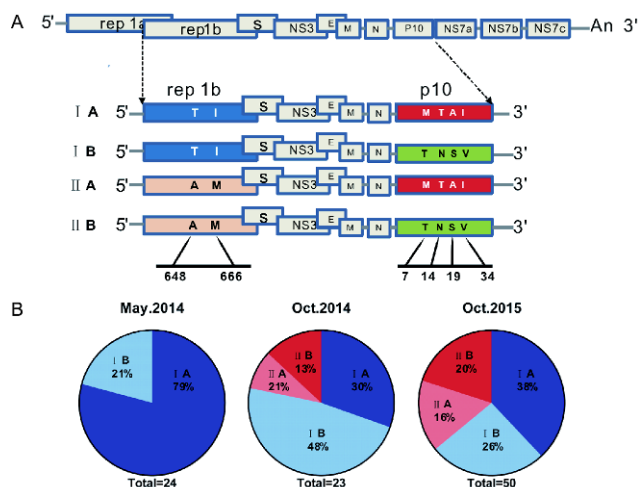 A 5' rep 1a rep1b S NS3 E M N P10 NS7a NS7b NS7c An 3'
rep 1b p10
Ⅰ A 5' T I S NS3 E M N M T A I 3'
Ⅰ B 5' T I S NS3 E M N T N S V 3'
Ⅱ A 5' A M S NS3 E M N M T A I 3'
Ⅱ B 5' A M S NS3 E M N T N S V 3'
648 666 7 14 19 34
B May.2014 Oct.2014 Oct.2015
Ⅰ B
21%
Ⅰ A
79%
Total=24
Ⅱ B
13%
Ⅱ A
21%
Ⅰ A
30%
Ⅰ B
48%
Total=23
Ⅱ B
20%
Ⅰ A
38%
Ⅱ A
16%
Ⅰ B
26%
Total=50